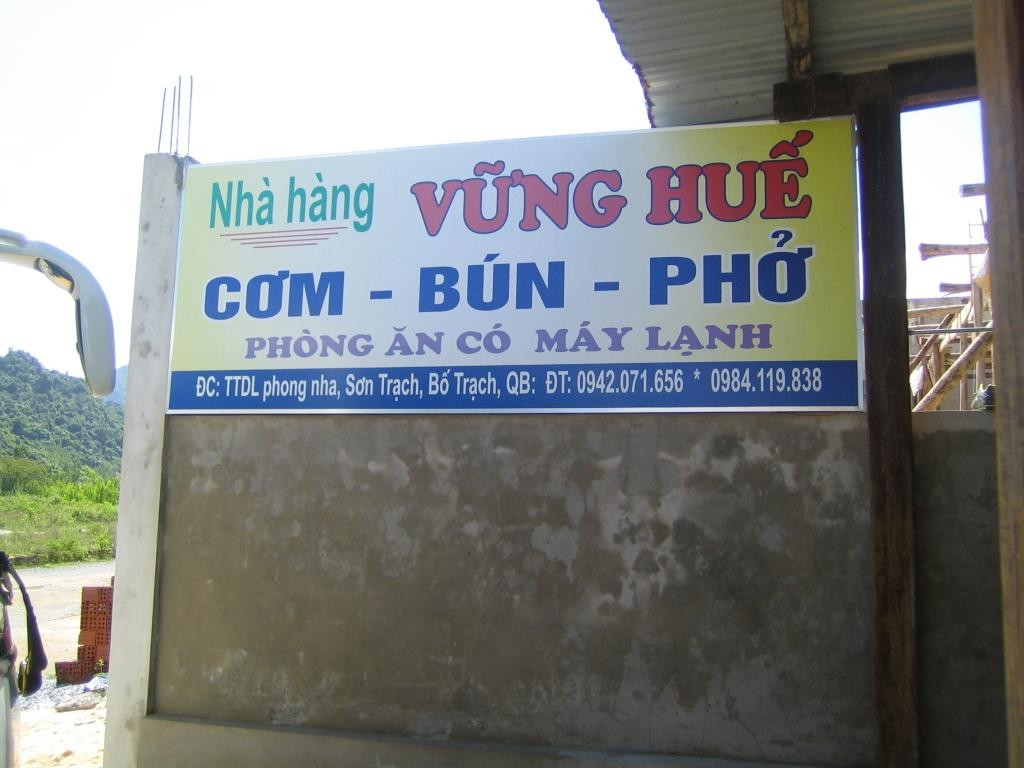 Nhà hàng VỮNG HUẾ
CƠM - BÚN - PHỞ
PHÒNG ĂN CÓ MÁY LẠNH
ĐC: TTDL phong nha, Sơn Trạch, Bố Trạch, QB: ĐT: 0942.071.656 * 0984.119.838